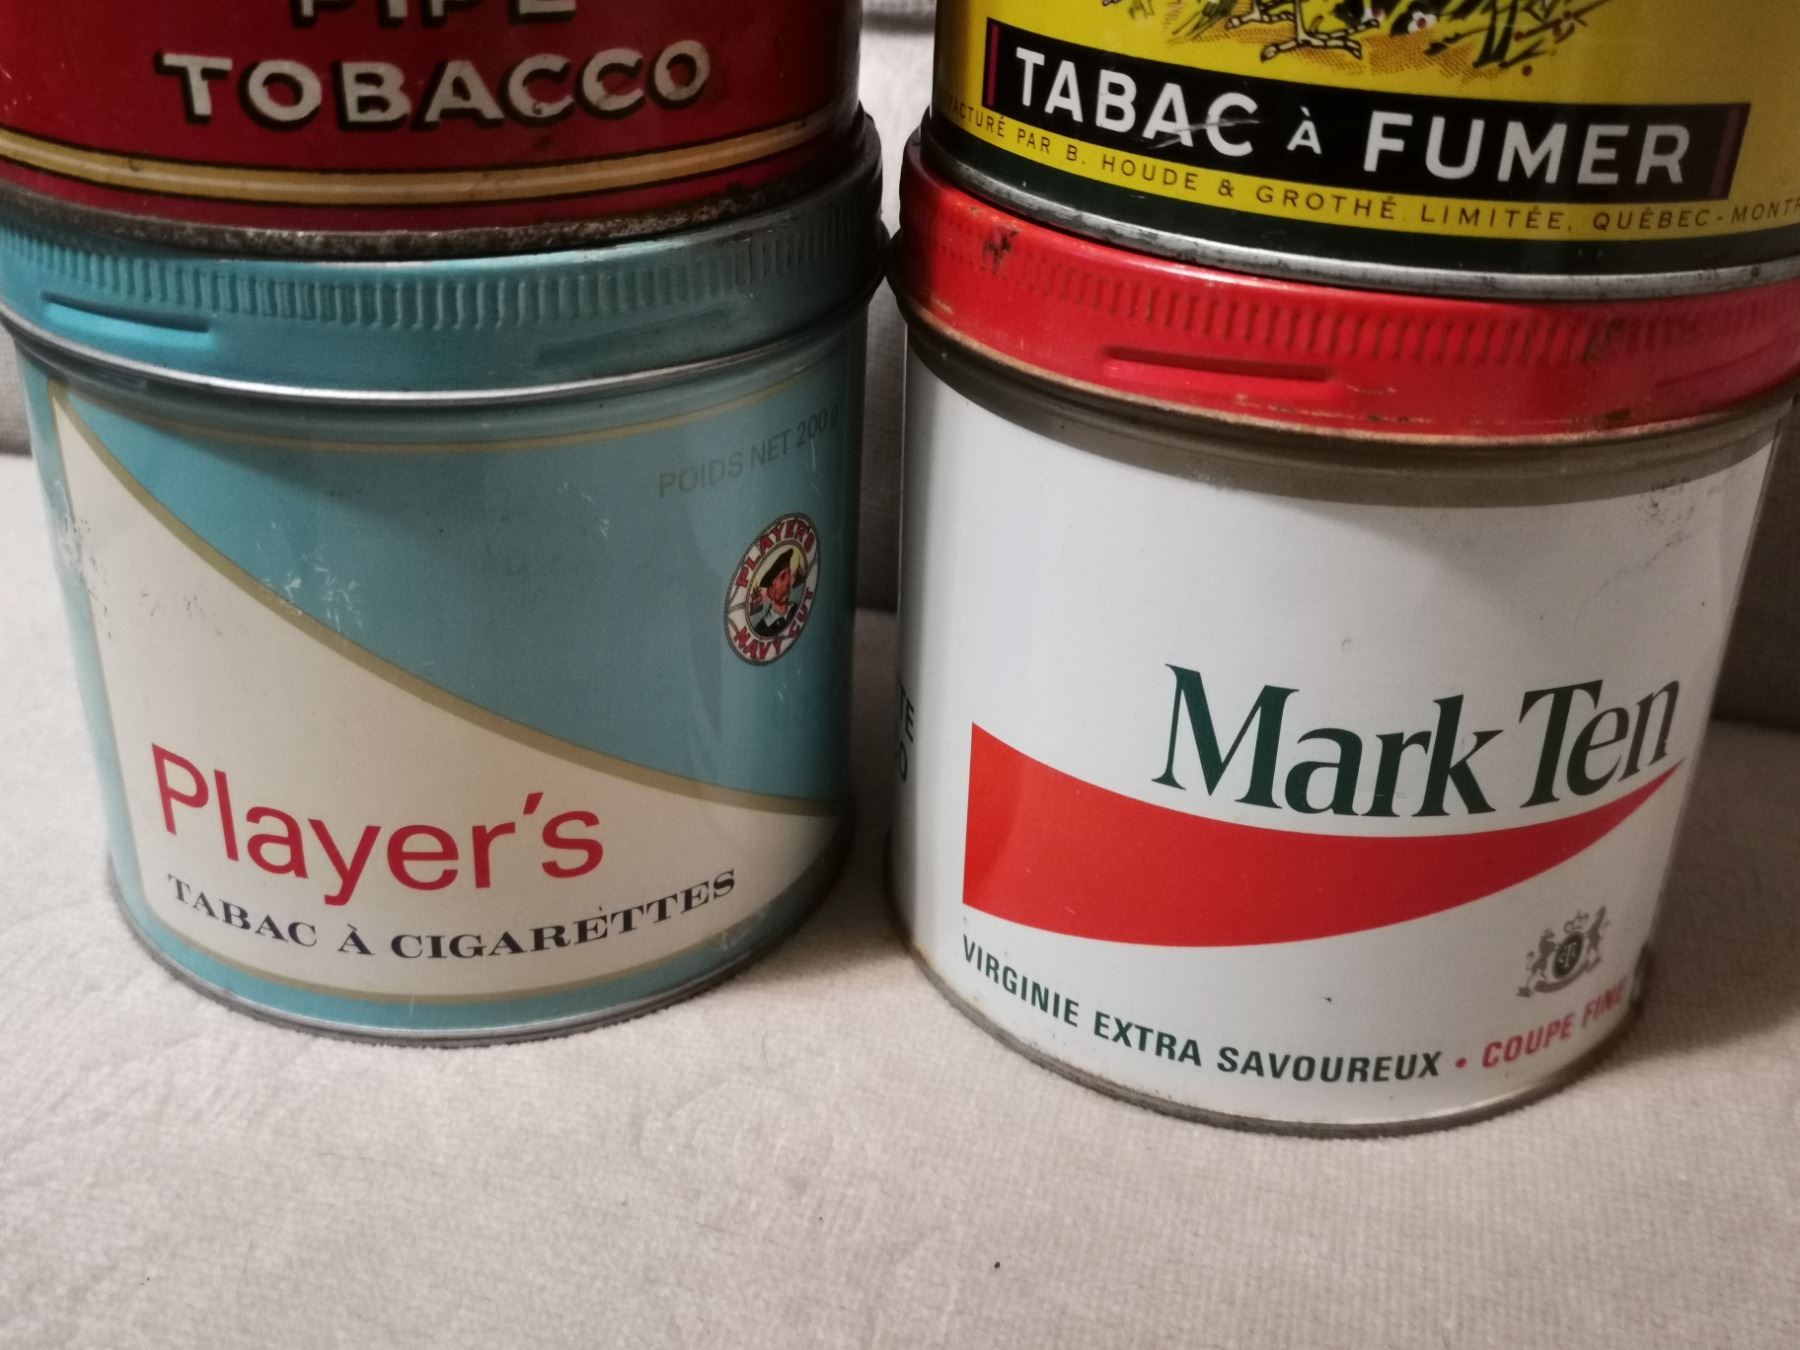 PIPE
TOBACCO
TABAC À FUMER
PAR B. HOUDE & GROTHÉ LIMITÉE, QUÉBEC-
POIDS NET 200 g
PLAYER'S
NAVY CUT
Player's
TABAC À CIGARETTES
Mark Ten
VIRGINIE EXTRA SAVOUREUX • COUPE FINE